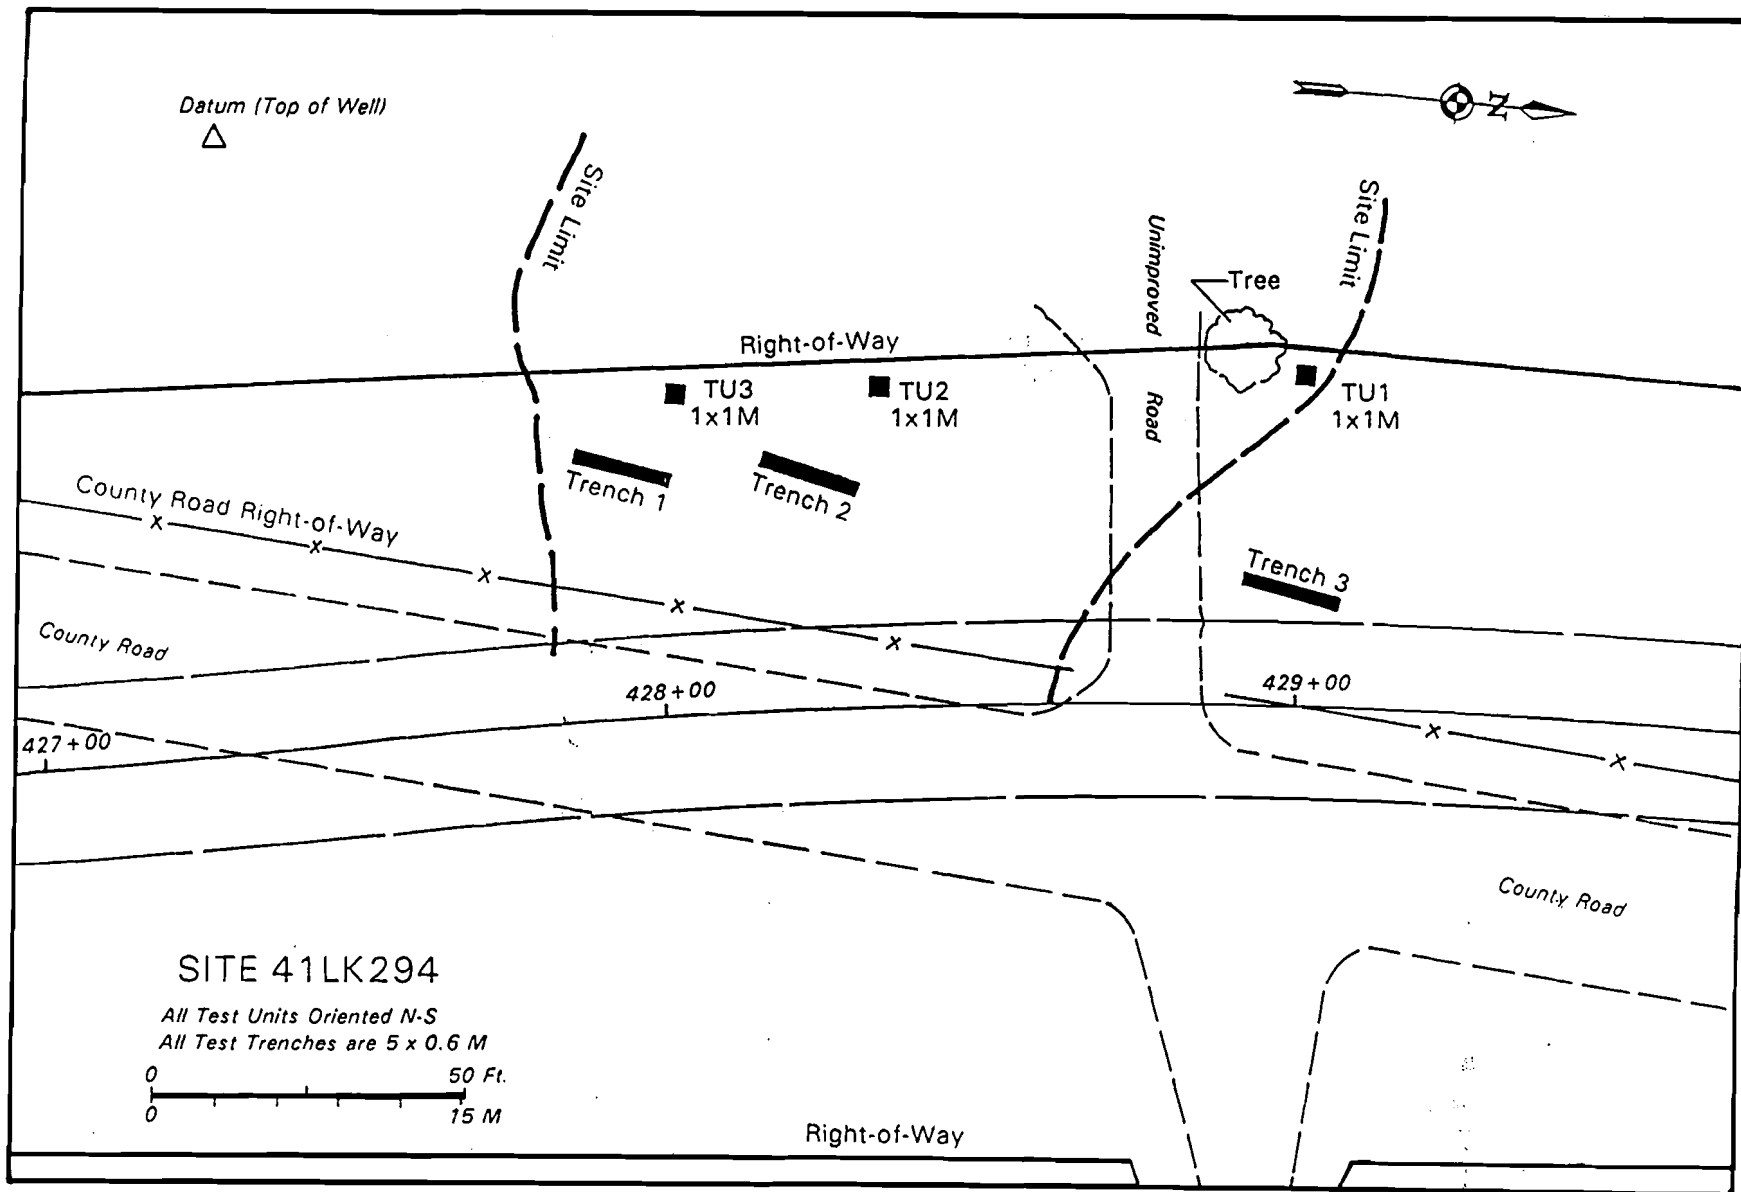 Datum (Top of Well)
N
Site Limit
Site Limit
Unimproved
Road
Tree
Right-of-Way
TU3
1x1M
TU2
1x1M
TU1
1x1M
Trench 1
Trench 2
County Road Right-of-Way
x
x
x
x
x
Trench 3
County Road
428+00
429+00
427+00
x
x
County Road
SITE 41LK294
All Test Units Oriented N-S
All Test Trenches are 5 x 0.6 M
0 50 Ft.
0 15 M
Right-of-Way